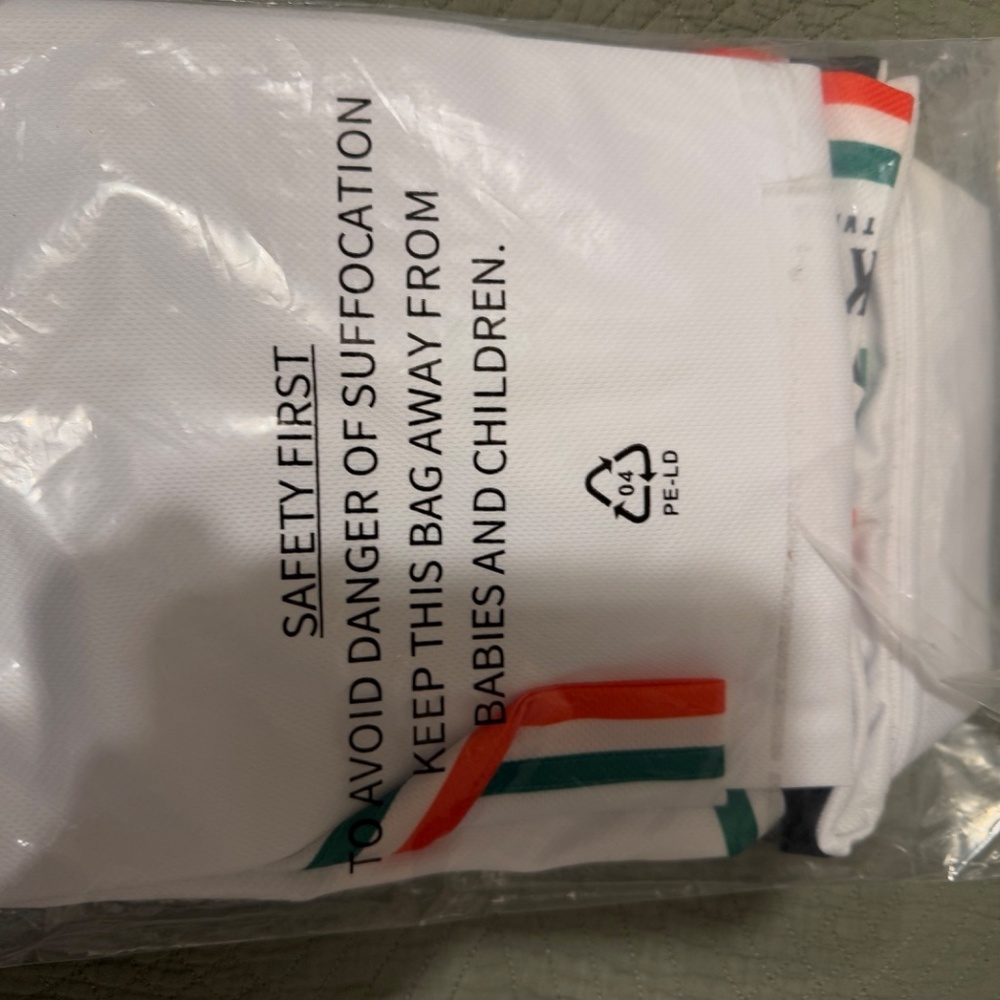 SAFETY FIRST
TO AVOID DANGER OF SUFFOCATION
KEEP THIS BAG AWAY FROM
BABIES AND CHILDREN.
04
PE-LD